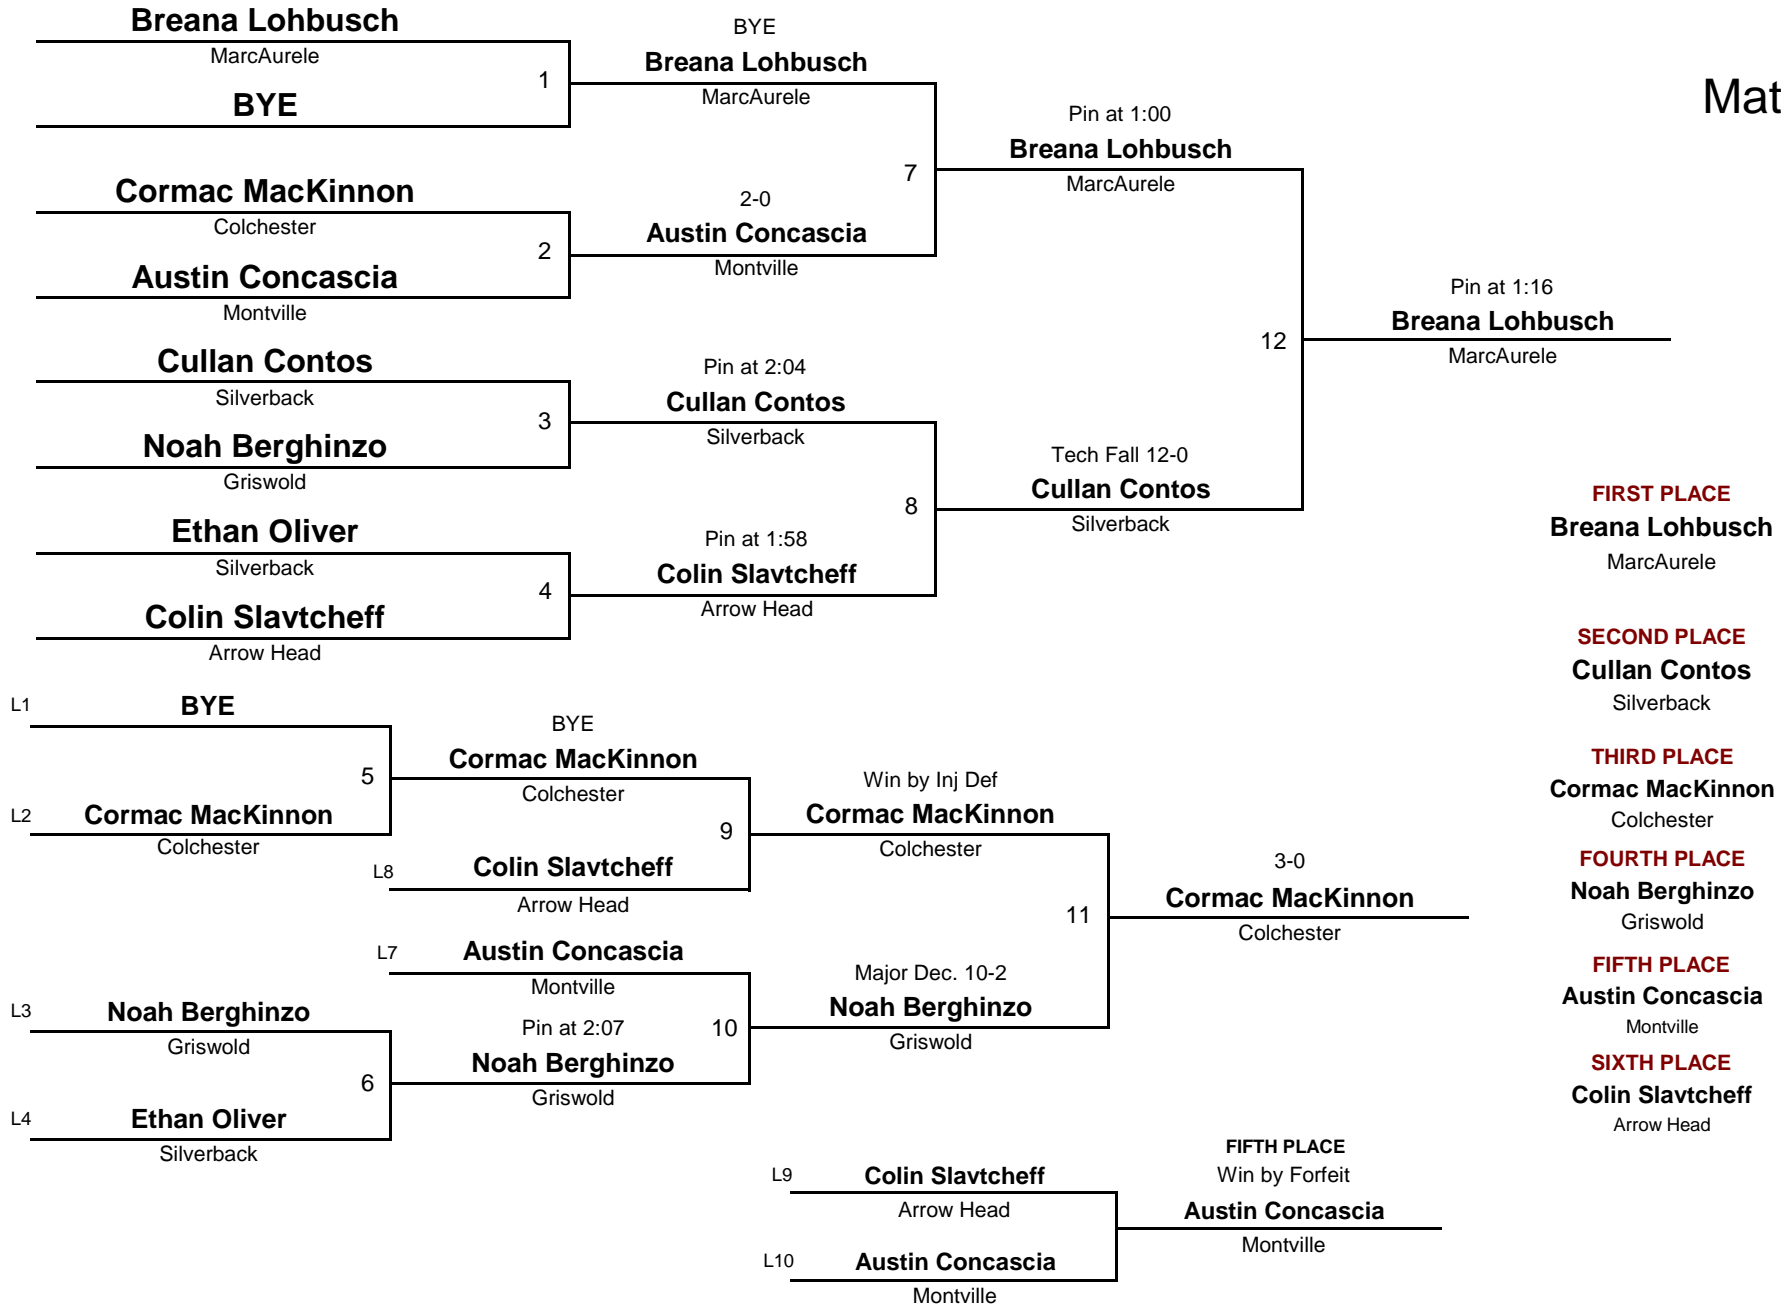 Breana Lohbusch
MarcAurele
1
BYE
Cormac MacKinnon
Colchester
2
Austin Concascia
Montville
Cullan Contos
Silverback
3
Noah Berghinzo
Griswold
Ethan Oliver
Silverback
4
Colin Slavtcheff
Arrow Head
BYE
Breana Lohbusch
MarcAurele
7
2-0
Austin Concascia
Montville
Pin at 2:04
Cullan Contos
Silverback
8
Pin at 1:58
Colin Slavtcheff
Arrow Head
Pin at 1:00
Breana Lohbusch
MarcAurele
12
Tech Fall 12-0
Cullan Contos
Silverback
Pin at 1:16
Breana Lohbusch
MarcAurele
Mat
L1
BYE
5
L2
Cormac MacKinnon
Colchester
L3
Noah Berghinzo
Griswold
6
L4
Ethan Oliver
Silverback
BYE
Cormac MacKinnon
Colchester
9
L8
Colin Slavtcheff
Arrow Head
L7
Austin Concascia
Montville
10
Pin at 2:07
Noah Berghinzo
Griswold
Win by Inj Def
Cormac MacKinnon
Colchester
11
Major Dec. 10-2
Noah Berghinzo
Griswold
3-0
Cormac MacKinnon
Colchester
L9
Colin Slavtcheff
Arrow Head
L10
Austin Concascia
Montville
FIFTH PLACE
Win by Forfeit
Austin Concascia
Montville
FIRST PLACE
Breana Lohbusch
MarcAurele
SECOND PLACE
Cullan Contos
Silverback
THIRD PLACE
Cormac MacKinnon
Colchester
FOURTH PLACE
Noah Berghinzo
Griswold
FIFTH PLACE
Austin Concascia
Montville
SIXTH PLACE
Colin Slavtcheff
Arrow Head